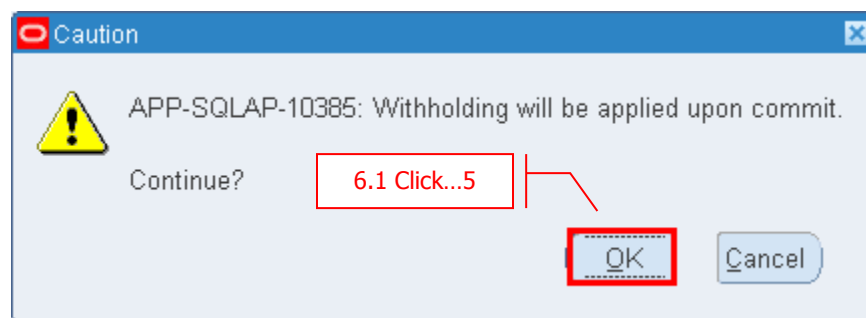 Caution
APP-SQLAP-10385: Withholding will be applied upon commit.
Continue?
6.1 Click...5
OK
Cancel